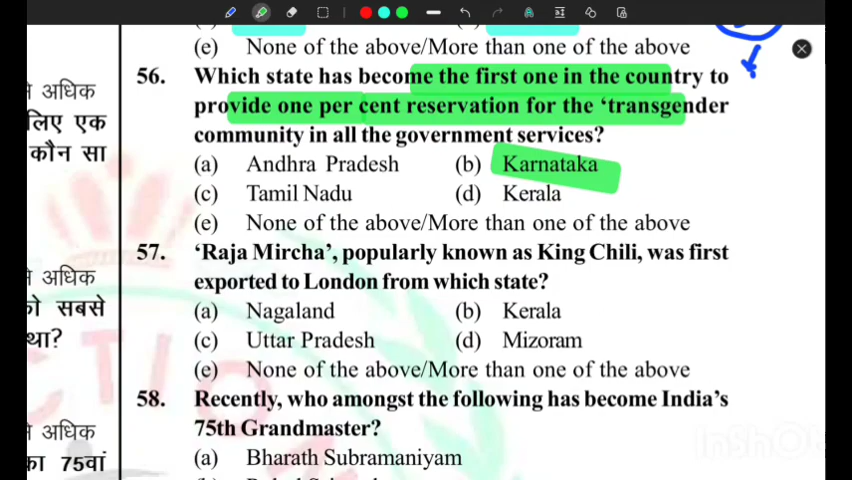 (e) None of the above/More than one of the above
56. Which state has become the first one in the country to
provide one per cent reservation for the ‘transgender
community in all the government services?
(a) Andhra Pradesh (b) Karnataka
(c) Tamil Nadu (d) Kerala
(e) None of the above/More than one of the above
57. ‘Raja Mircha’, popularly known as King Chili, was first
exported to London from which state?
(a) Nagaland (b) Kerala
(c) Uttar Pradesh (d) Mizoram
(e) None of the above/More than one of the above
58. Recently, who amongst the following has become India’s
75th Grandmaster?
(a) Bharath Subramaniyam
अधिक
लिए एक
कौन सा
अधिक
सबसे
था?
अधिक
का 75वां
InShOt